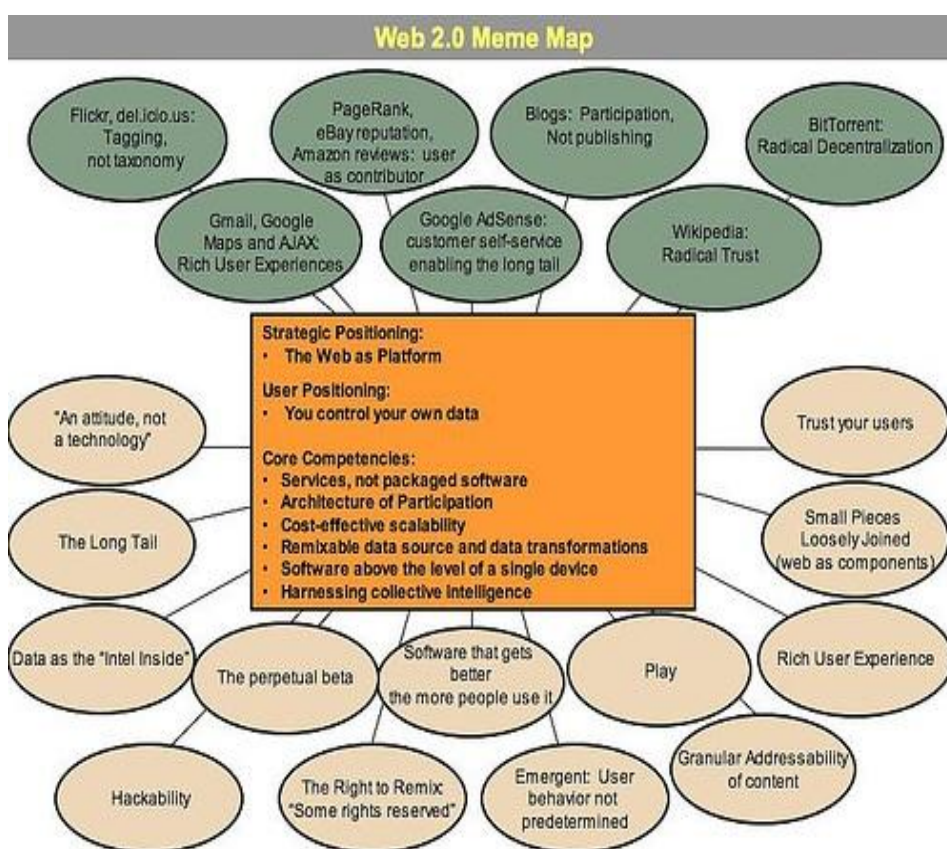 Web 2.0 Meme Map
Flickr, del.icio.us:
Tagging,
not taxonomy
PageRank,
eBay reputation,
Amazon reviews: user
as contributor
Blogs: Participation,
Not publishing
BitTorrent:
Radical Decentralization
Gmail, Google
Maps and AJAX:
Rich User Experiences
Google AdSense:
customer self-service
enabling the long tail
Wikipedia:
Radical Trust
Strategic Positioning:
• The Web as Platform
User Positioning:
• You control your own data
Core Competencies:
• Services, not packaged software
• Architecture of Participation
• Cost-effective scalability
• Remixable data source and data transformations
• Software above the level of a single device
• Harnessing collective intelligence
"An attitude, not
a technology"
Trust your users
The Long Tail
Small Pieces
Loosely Joined
(web as components)
Data as the "Intel Inside"
The perpetual beta
Software that gets
better
the more people use it
Play
Rich User Experience
Hackability
The Right to Remix:
"Some rights reserved"
Emergent: User
behavior not
predetermined
Granular Addressability
of content